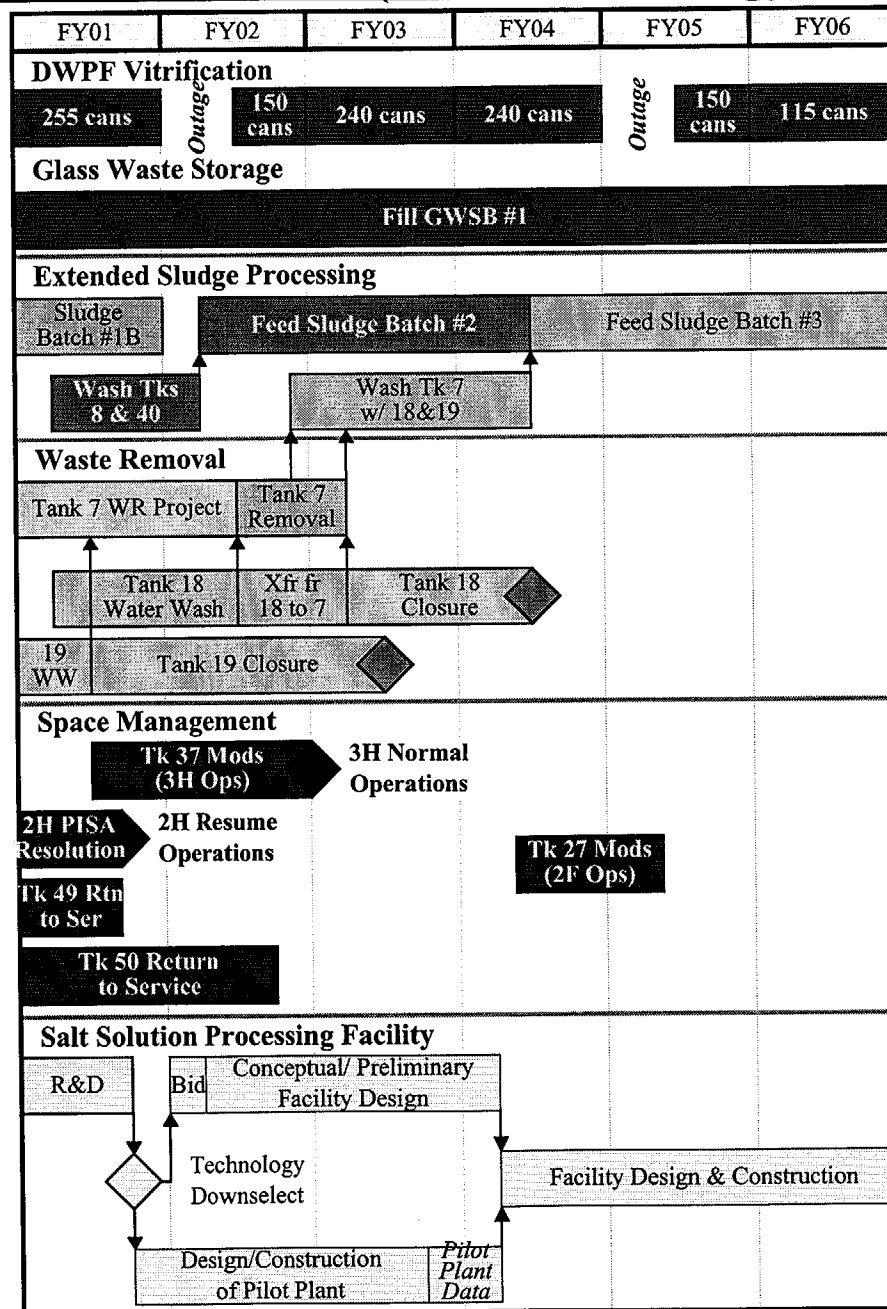 FY01 FY02 FY03 FY04 FY05 FY06
DWPF Vitrification
255 cans
Outage
150
cans
240 cans
240 cans
Outage
150
cans
115 cans
Glass Waste Storage
Fill GWSB #1
Extended Sludge Processing
Sludge
Batch #1B
Feed Sludge Batch #2
Feed Sludge Batch #3
Wash Tks
8 & 40
Wash Tk 7
w/ 18&19
Waste Removal
Tank 7 WR Project
Tank 7
Removal
Tank 18
Water Wash
Xfr fr
18 to 7
Tank 18
Closure
19
WW
Tank 19 Closure
Space Management
Tk 37 Mods
(3H Ops)
3H Normal
Operations
2H PISA
Resolution
2H Resume
Operations
Tk 27 Mods
(2F Ops)
Tk 49 Rtn
to Ser
Tk 50 Return
to Service
Salt Solution Processing Facility
R&D
Bid
Conceptual/ Preliminary
Facility Design
Technology
Downselect
Facility Design & Construction
Design/Construction
of Pilot Plant
Pilot
Plant
Data